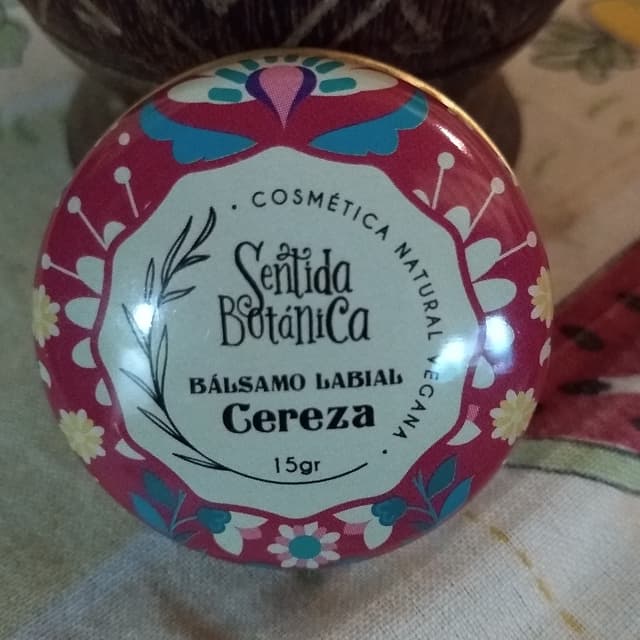 • COSMÉTICA NATURAL VEGANA •
Sentida
Botánica
BÁLSAMO LABIAL
Cereza
15gr